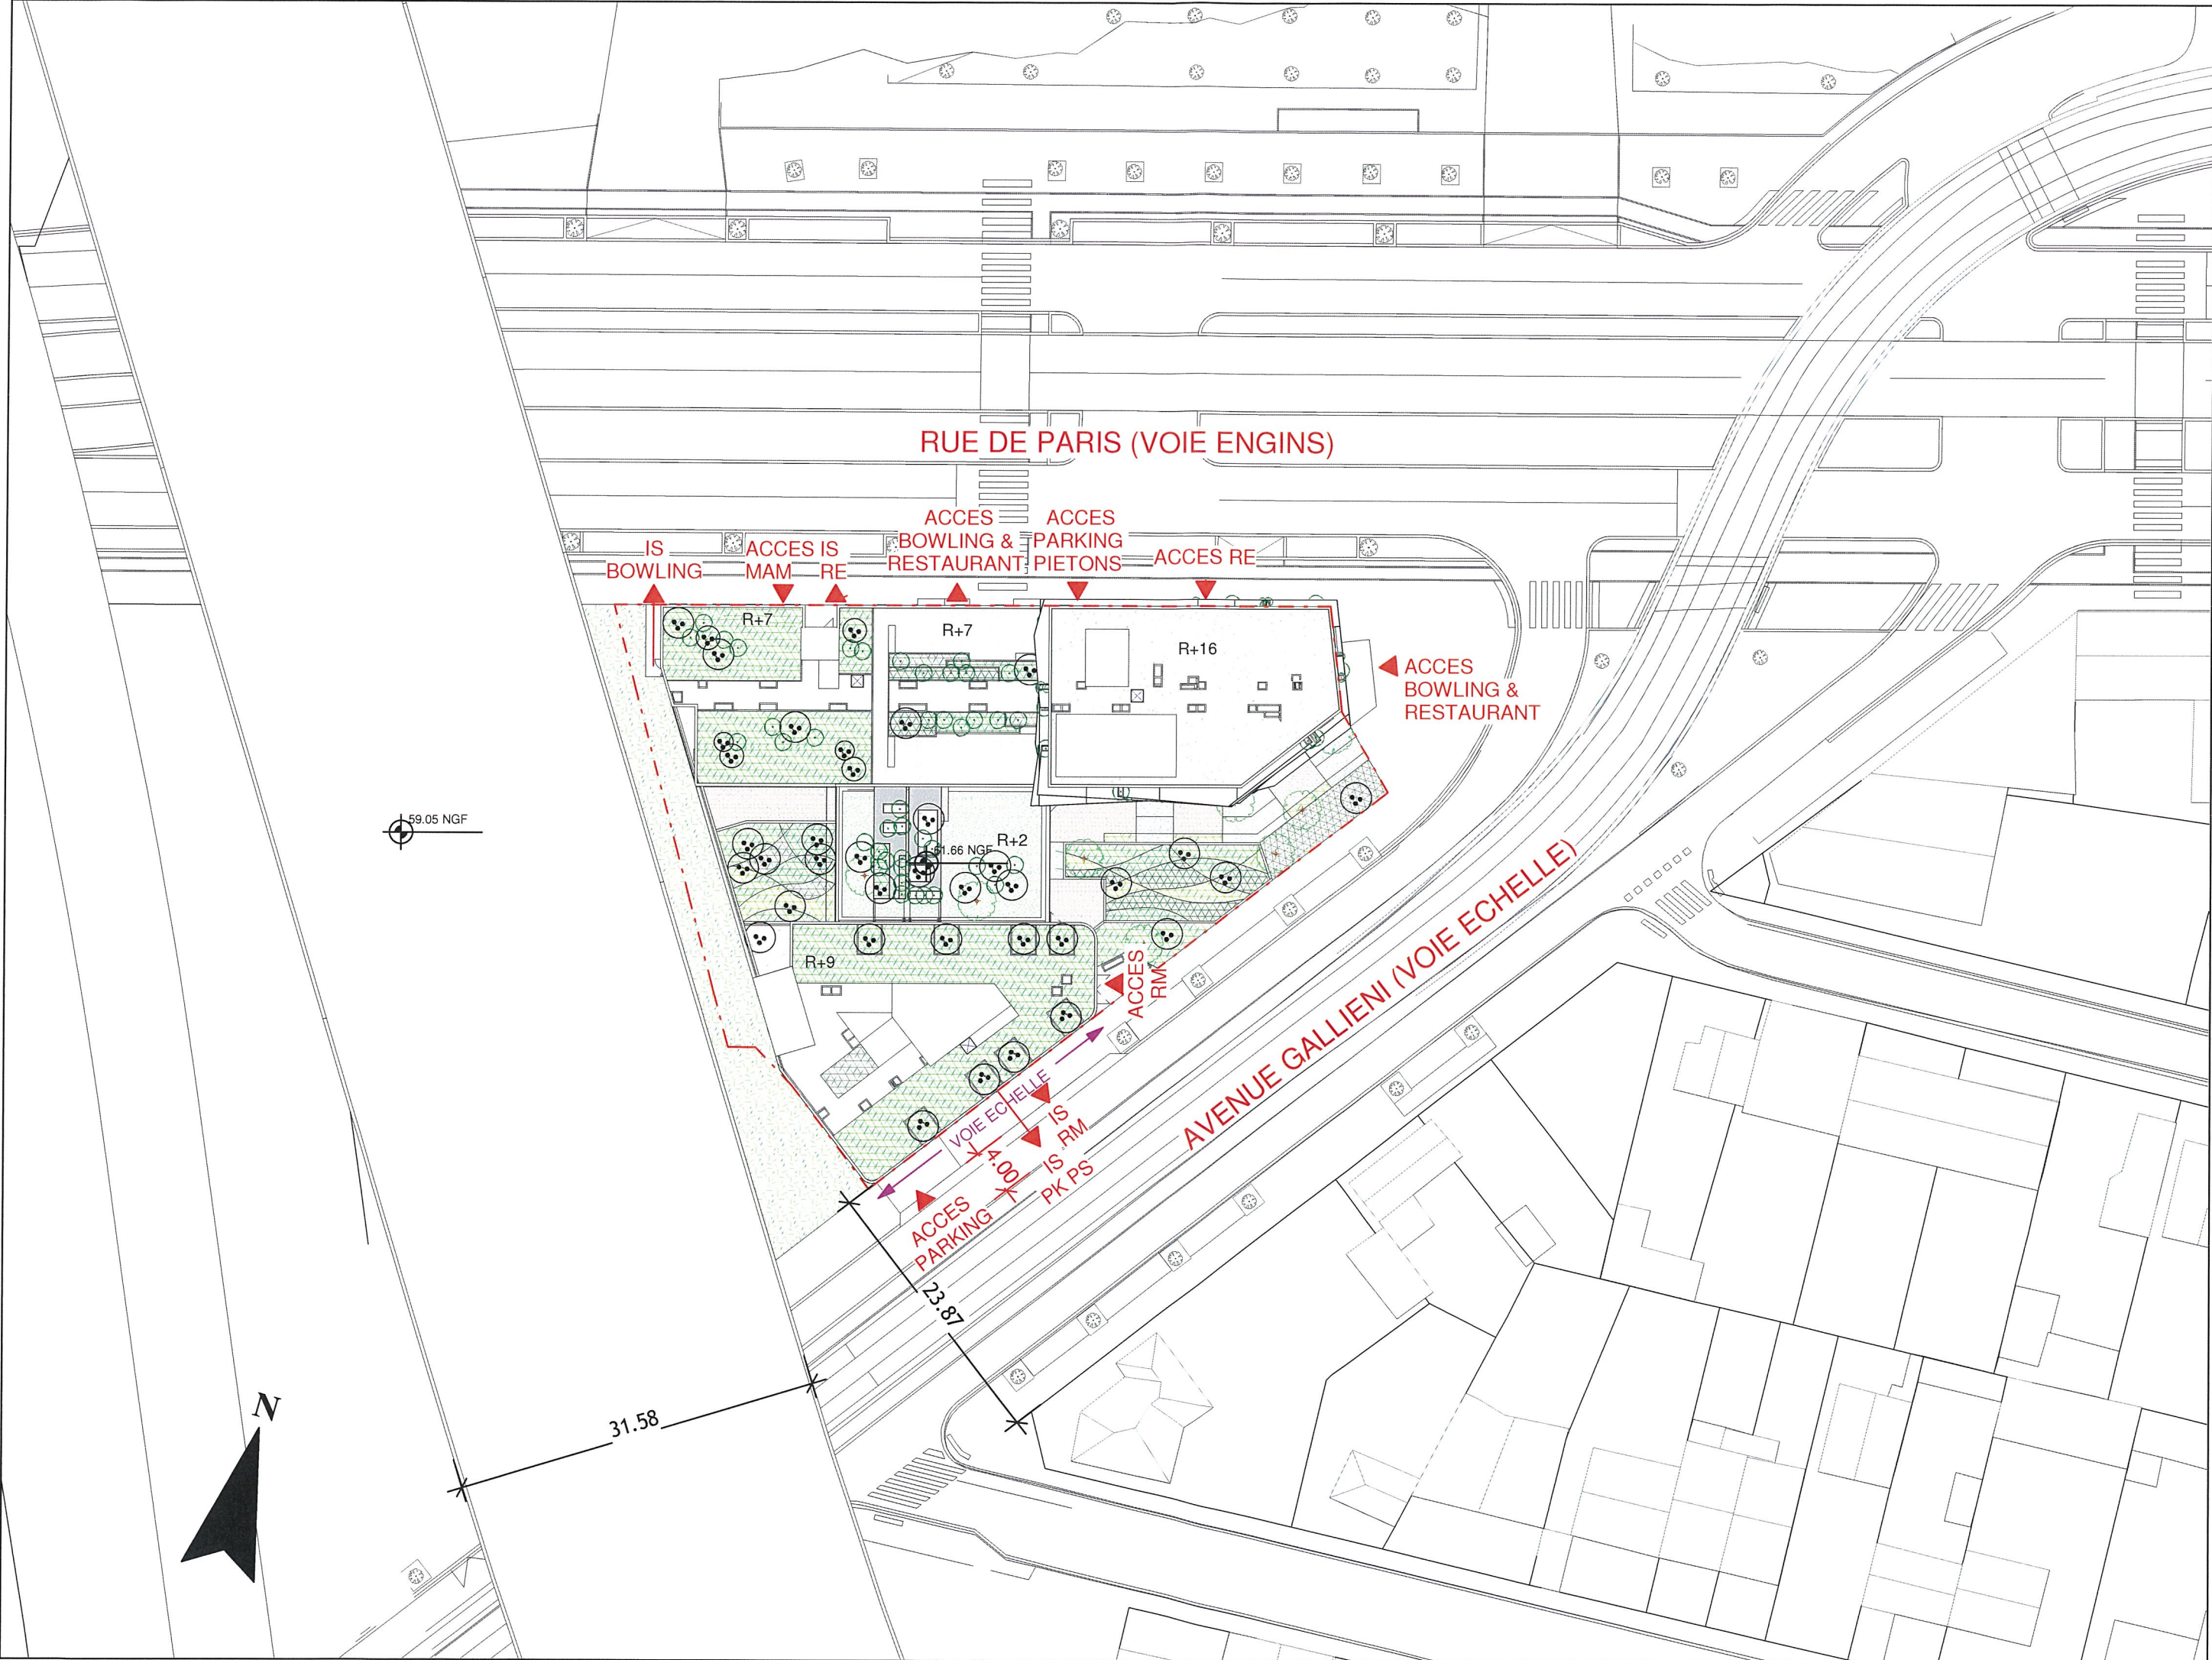 RUE DE PARIS (VOIE ENGINS)
IS
BOWLING
ACCES
MAM
IS
RE
ACCES
BOWLING &
RESTAURANT
ACCES
PARKING
PIETONS
ACCES RE
R+7
R+7
R+16
ACCES
BOWLING &
RESTAURANT
59.05 NGF
R+2
61.66 NGF
R+9
ACCES
RM
AVENUE GALLIENI (VOIE ECHELLE)
VOIE ECHELLE
IS
RM
4.00
IS
PK PS
ACCES
PARKING
23.87
31.58
N